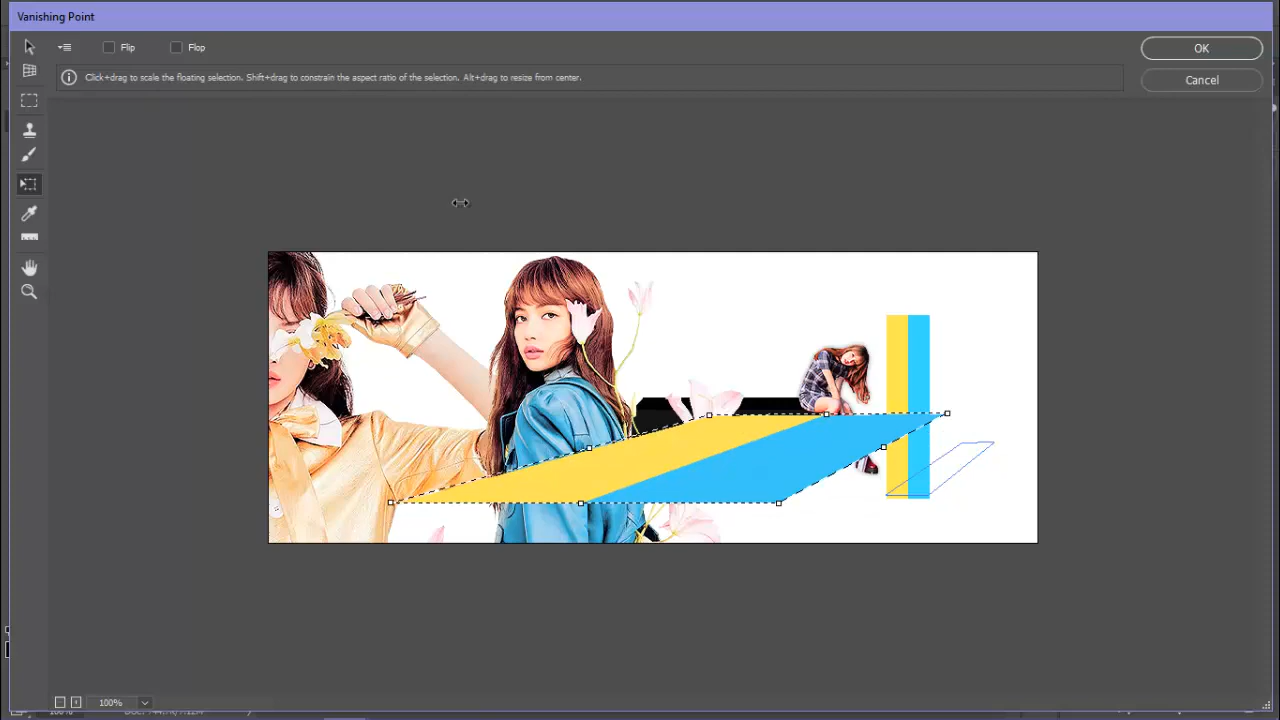 Vanishing Point
Flip
Flop
OK
Click+drag to scale the floating selection. Shift+drag to constrain the aspect ratio of the selection. Alt+drag to resize from center.
Cancel
100%